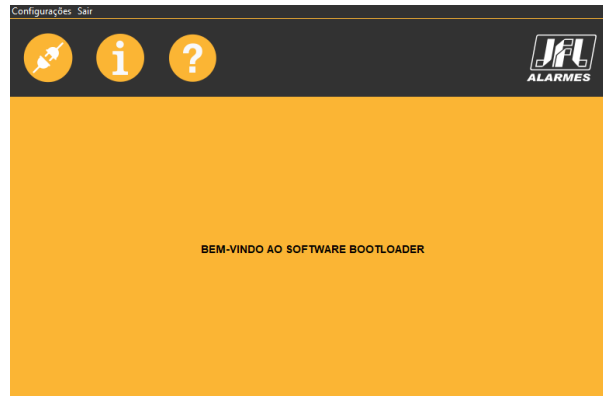 Configurações Sair
i
?
JFL
ALARMES
BEM-VINDO AO SOFTWARE BOOTLOADER